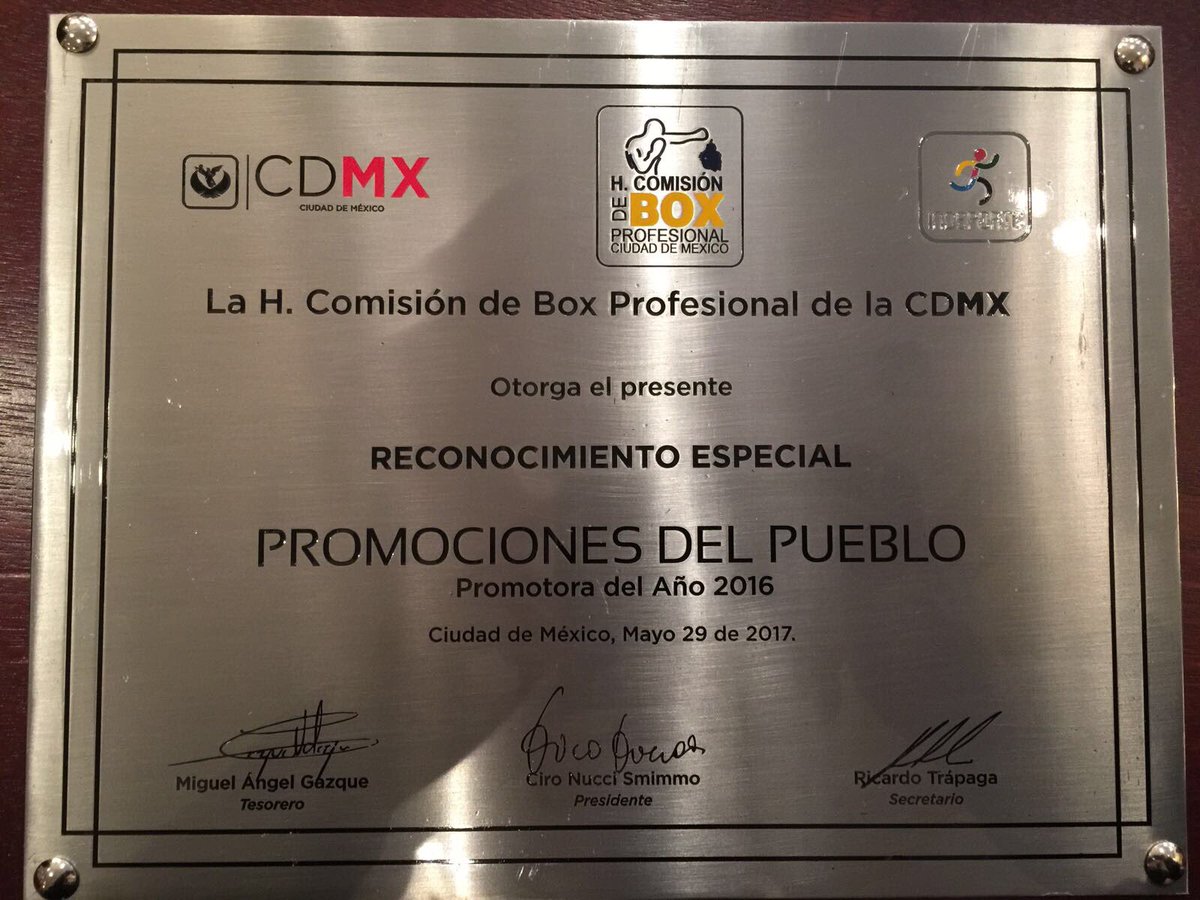 CDMX
CIUDAD DE MÉXICO
H. COMISIÓN
DE BOX
PROFESIONAL
CIUDAD DE MÉXICO
INDEPORTE
La H. Comisión de Box Profesional de la CDMX
Otorga el presente
RECONOCIMIENTO ESPECIAL
PROMOCIONES DEL PUEBLO
Promotora del Año 2016
Ciudad de México, Mayo 29 de 2017.
Miguel Ángel Gazque
Tesorero
Ciro Nucci Smimmo
Presidente
Ricardo Trápaga
Secretario